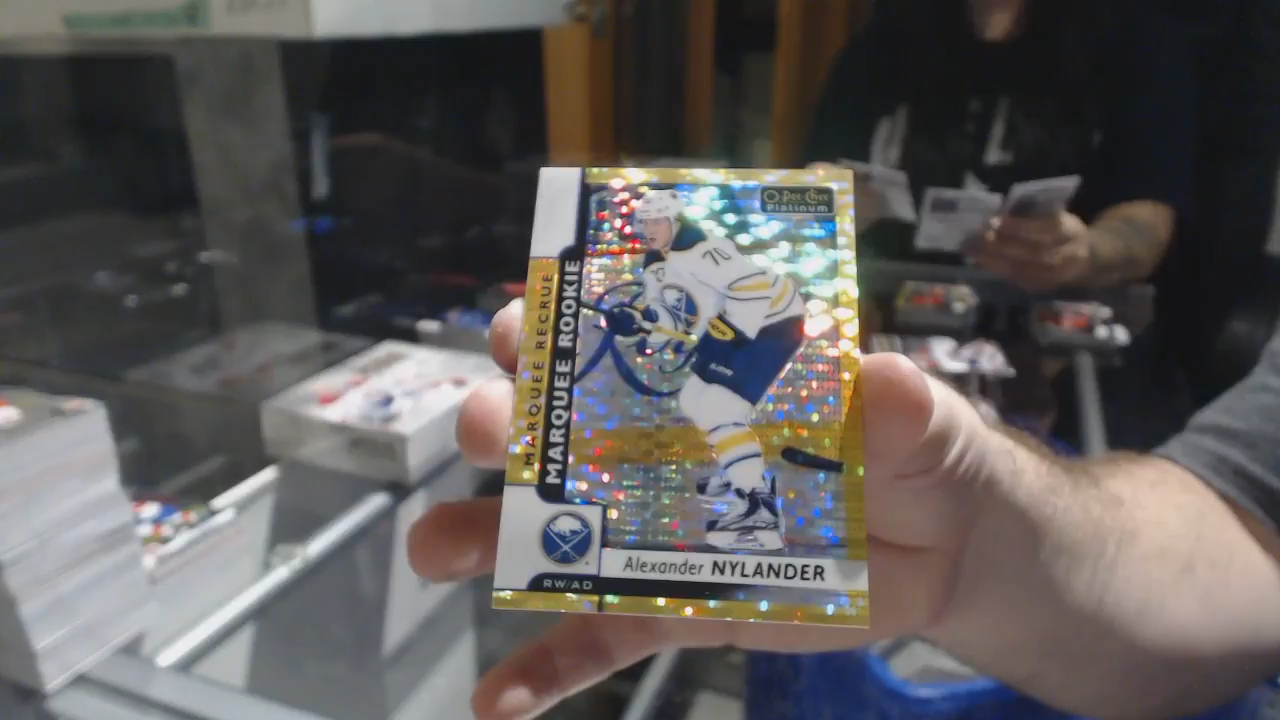 O-Pee-Chee
Platinum
70
MARQUEE RECRUE
MARQUEE ROOKIE
Alexander NYLANDER
RW/AD